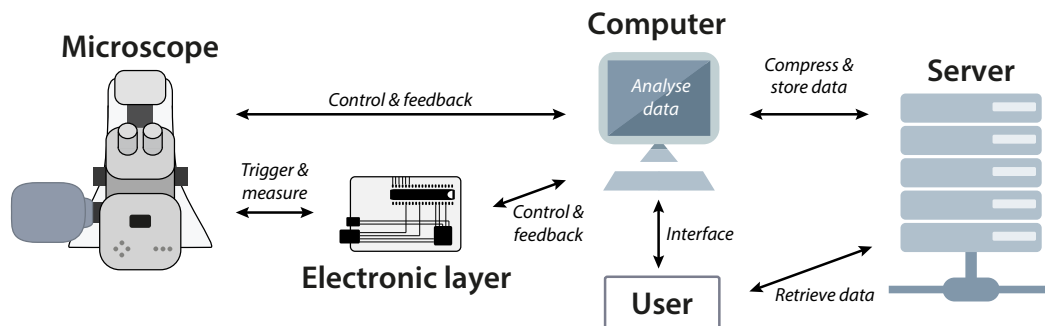 Computer
Microscope
Server
Compress &
store data
Analyse
data
Control & feedback
Trigger &
measure
Control &
feedback
Interface
Electronic layer
User
Retrieve data